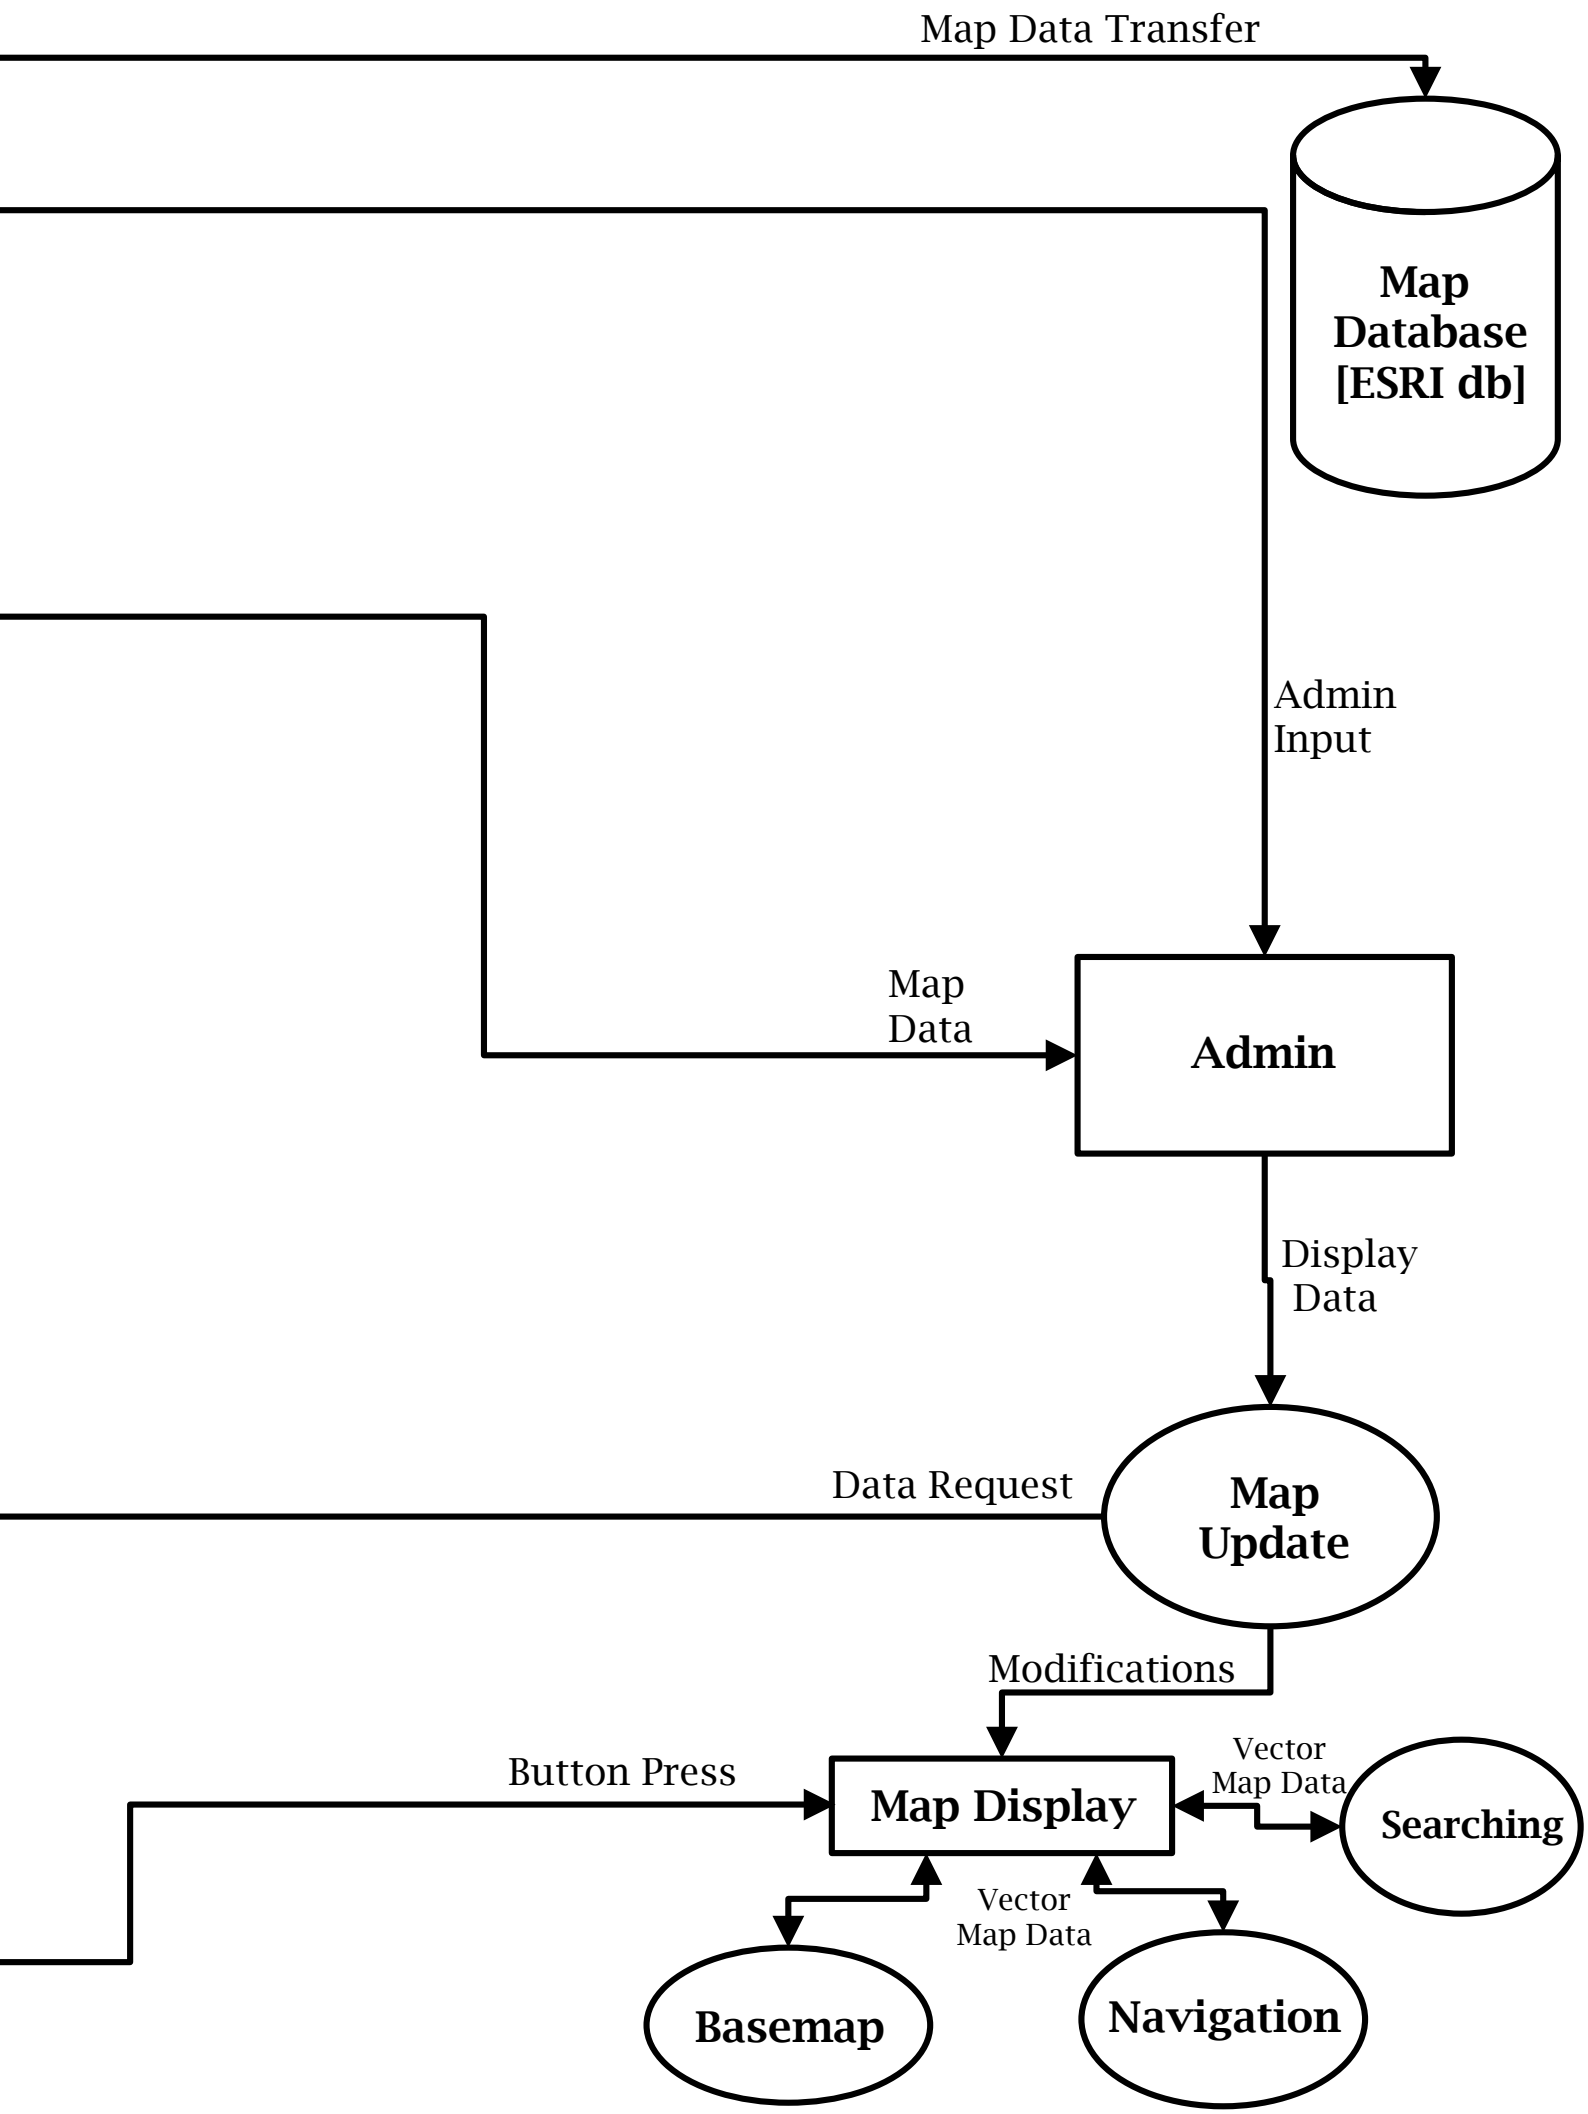 Map Data Transfer
Map
Database
[ESRI db]
Admin
Input
Map
Data
Admin
Display
Data
Data Request
Map
Update
Modifications
Button Press
Map Display
Vector
Map Data
Searching
Vector
Map Data
Basemap
Navigation